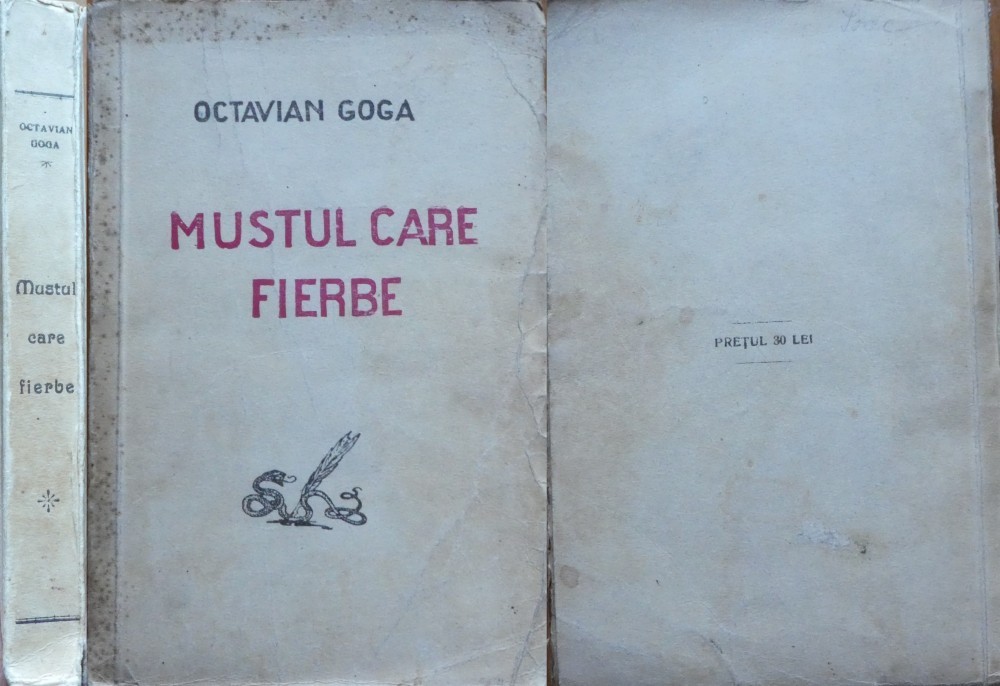 OCTAVIAN
GOGA
Mustul
care
fierbe
OCTAVIAN GOGA
MUSTUL CARE
FIERBE
PREȚUL 30 LEI